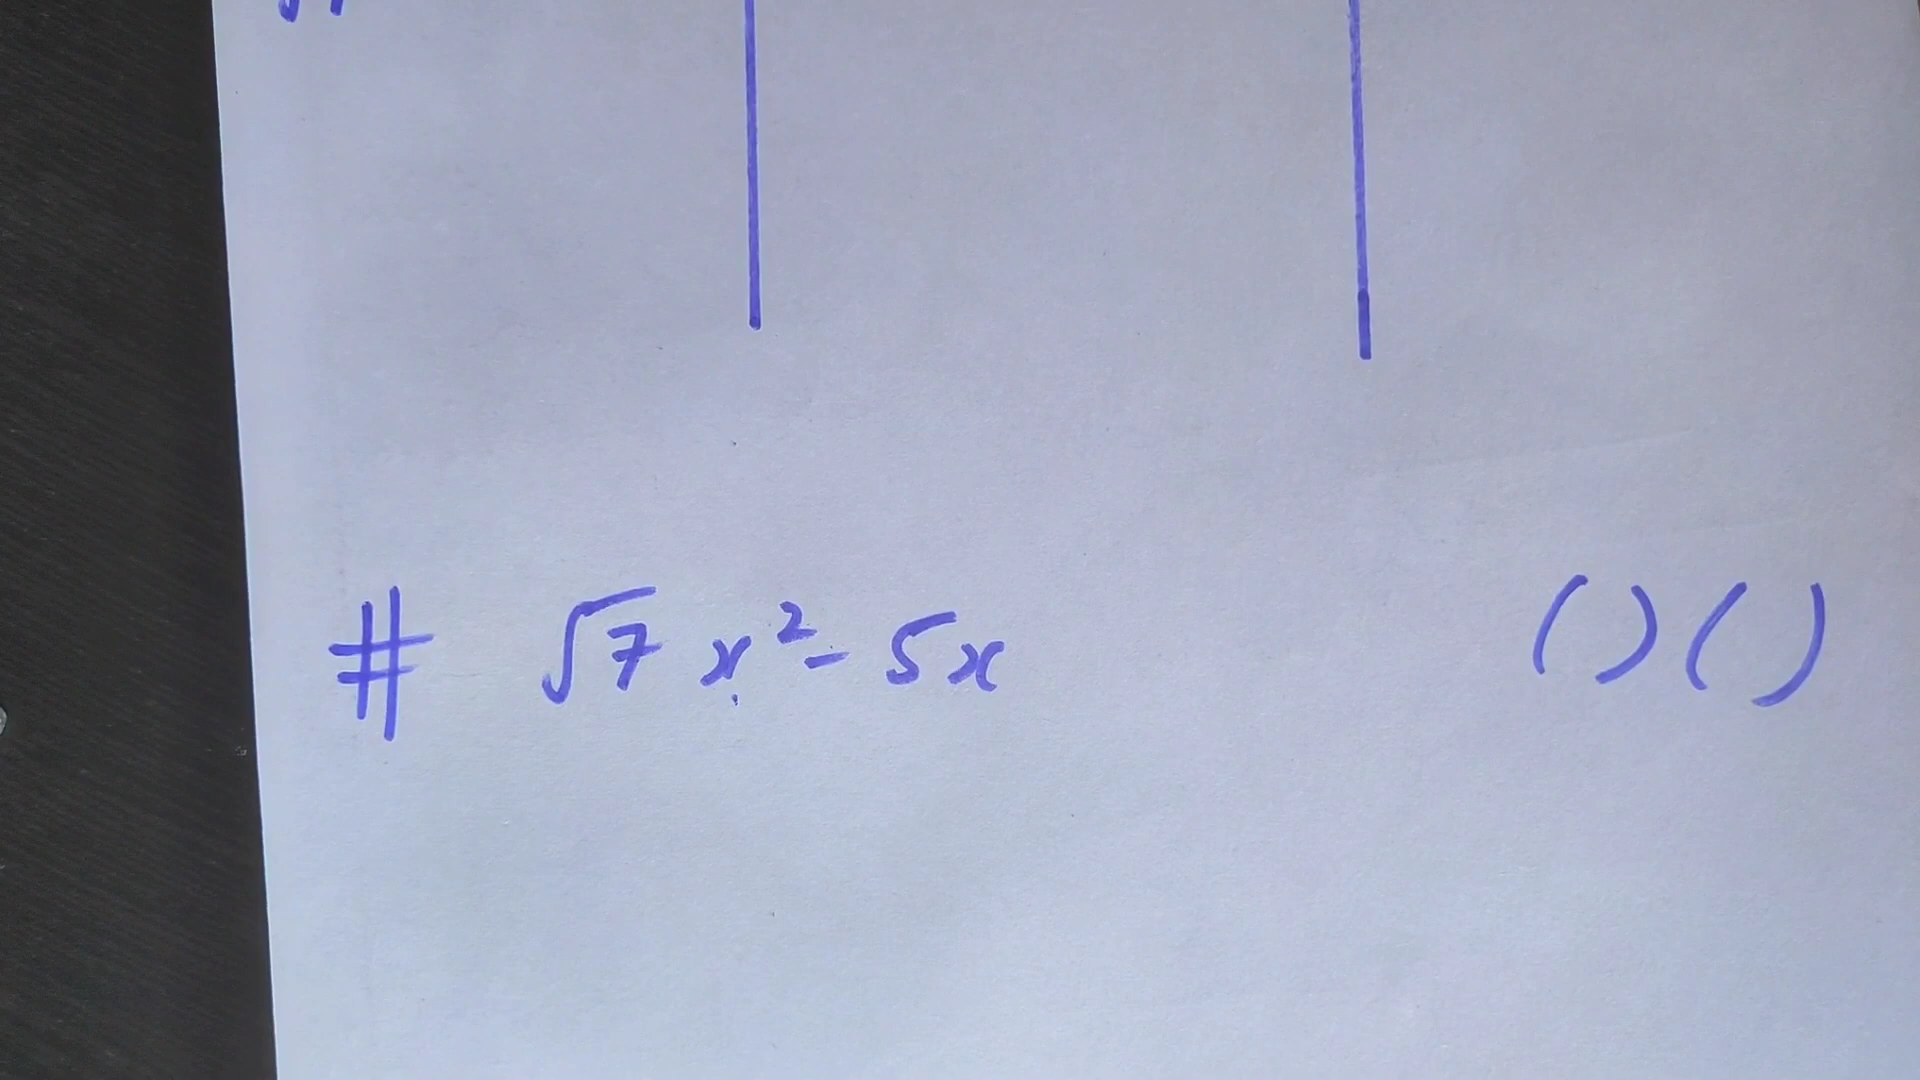 # √7 x² - 5x ( ) ( )